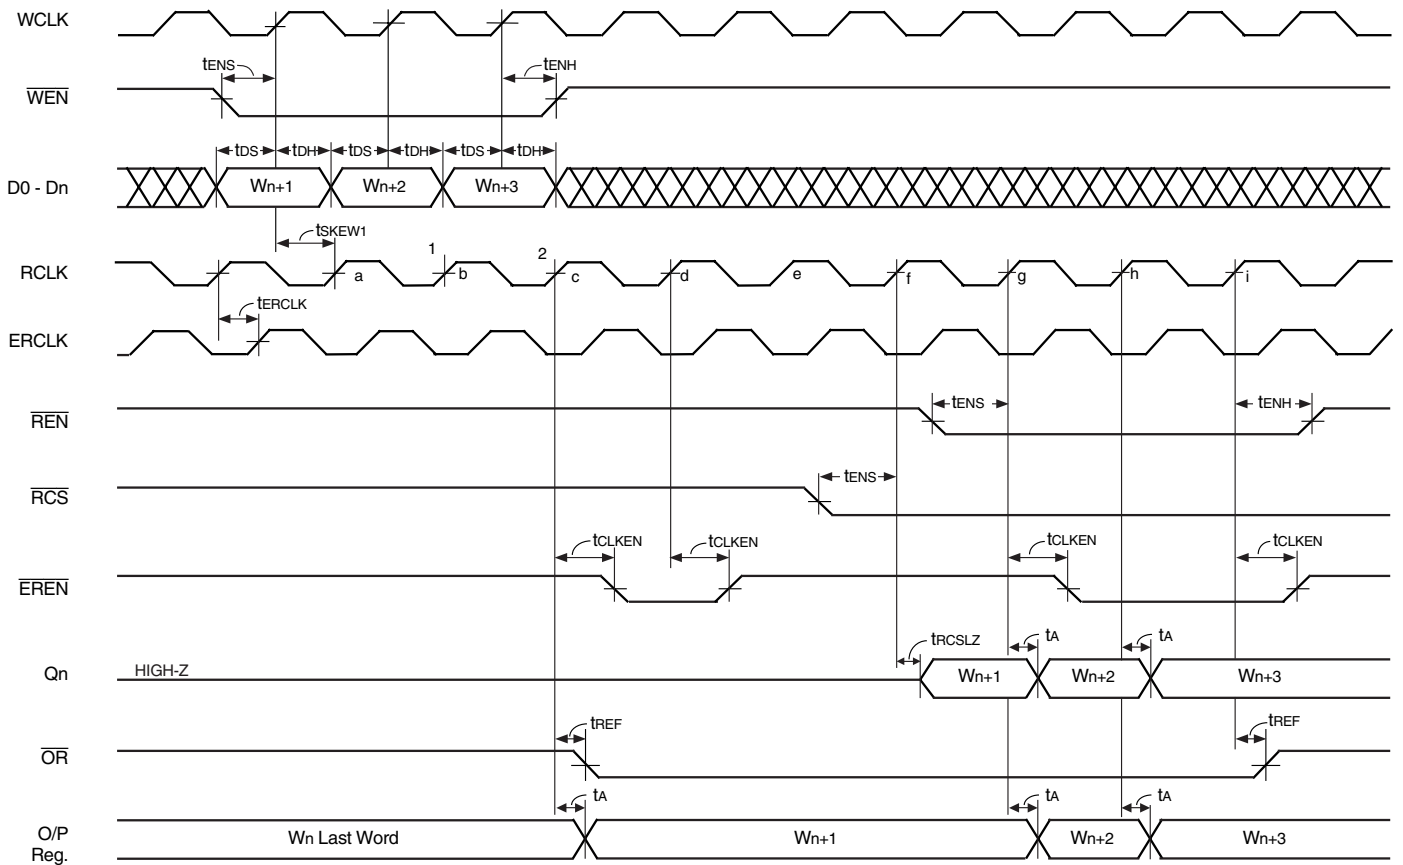 WCLK
tENS
tENH
WEN
tDS tDH tDS tDH tDS tDH
D0 - Dn
Wn+1 Wn+2 Wn+3
tSKEW1
1 2
RCLK
a b c d e f g h i
tERCLK
ERCLK
REN
tENS tENH
RCS
tENS
tCLKEN tCLKEN tCLKEN tCLKEN
EREN
tRCSLZ tA tA
Qn
HIGH-Z
Wn+1 Wn+2 Wn+3
tREF tREF
OR
tA tA tA
O/P
Reg.
Wn Last Word Wn+1 Wn+2 Wn+3